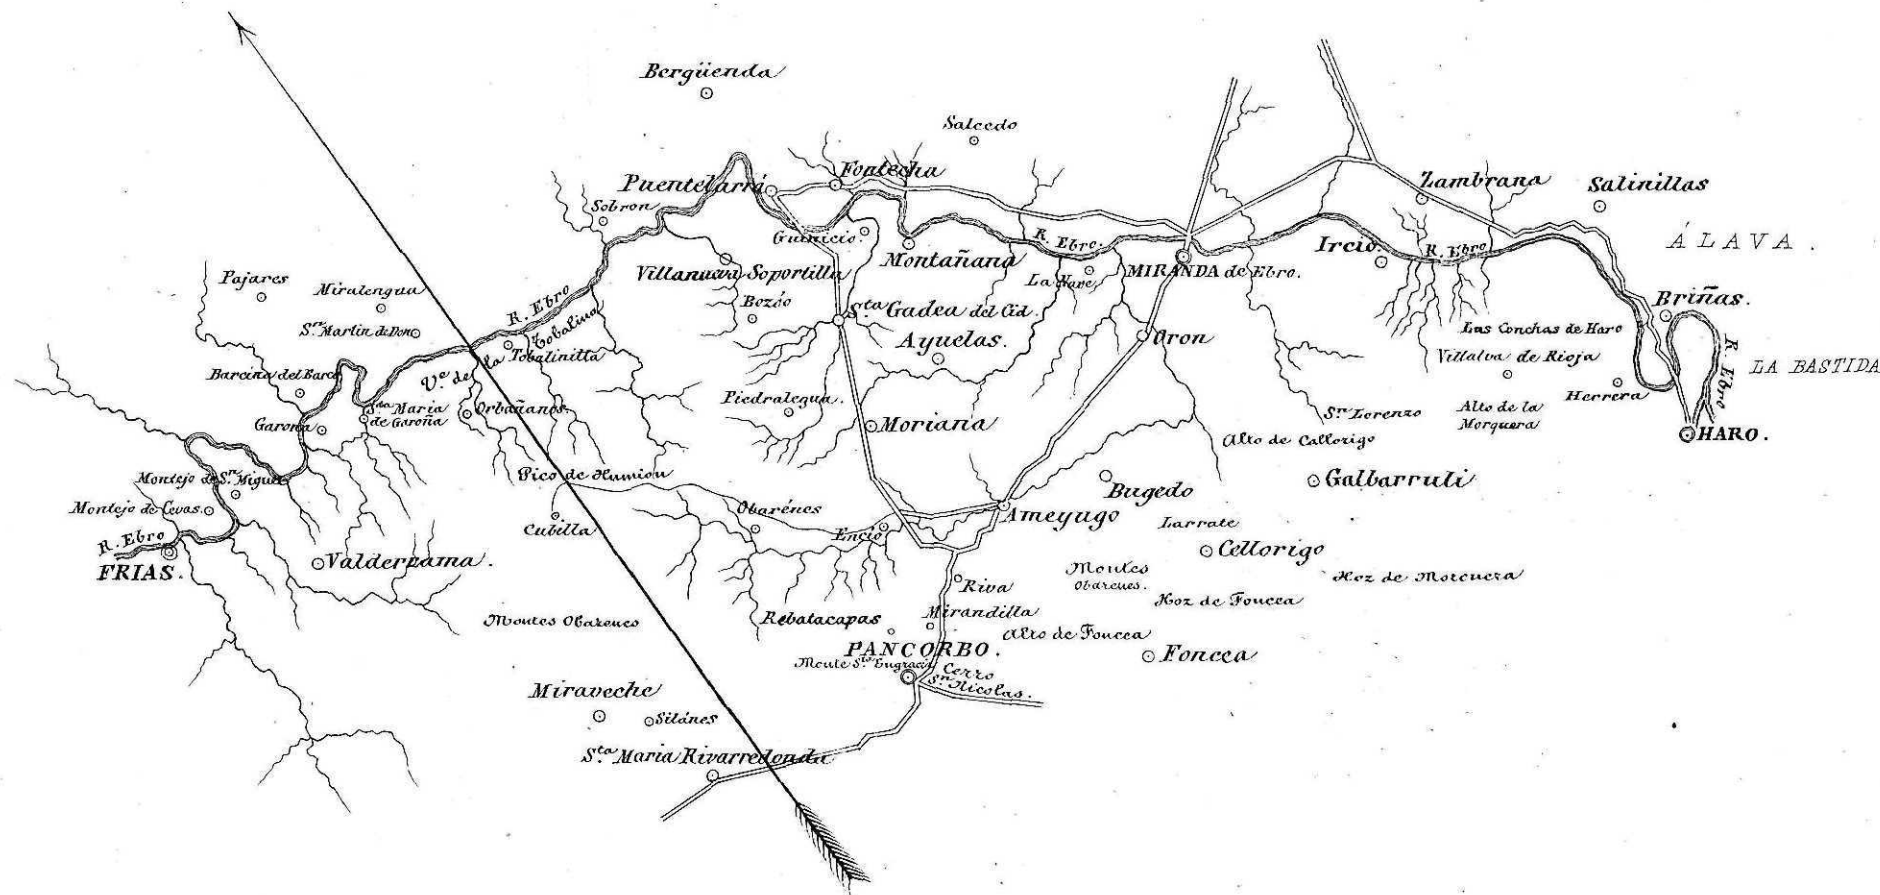 Bergüenda
Salcedo
Puentelarrá
Fontecha
Zambrana
Salinillas
Sobron
Guinicio.
R. Ebro.
Montañana
Ircio.
R. Ebro
ÁLAVA.
Villanueva Soportilla
La Nave
MIRANDA de Ebro.
Pajares
Miralengua
Bozóo
Briñas.
R. Ebro
Sta Gadea del Cid.
Sn. Martin de Don
Ve. de la Tobalina
Las Conchas de Haro
Ayuelas.
Oron
Tobalinilla
Villalva de Rioja
R. Ebro
LA BASTIDA
Barcina del Barco
Herrera
Piedralegua.
Sta Maria
de Garoña
Orbañanos.
Sn Lorenzo
Alto de la
Morquera
Garona
Moriana
Alto de Callorigo
HARO.
Montejo de Sn. Miguel
Pico de Humion
Galbarruli
Bugedo
Montejo de Cevas.
Obarénes
Ameyugo
Larrate
Cubilla
Encio
R. Ebro
Cellorigo
FRIAS.
Valderrama.
Montes
Obarenes.
Hoz de Morcuera
Riva
Hoz de Foncea
Mirandilla
Rebatacapas
Montes Obarenes
Alto de Foncea
PANCORBO.
Foncea
Monte Sta Engracia
Cerro
Sn. Nicolas.
Miraveche
Silánes
Sta. Maria Rivarredonda